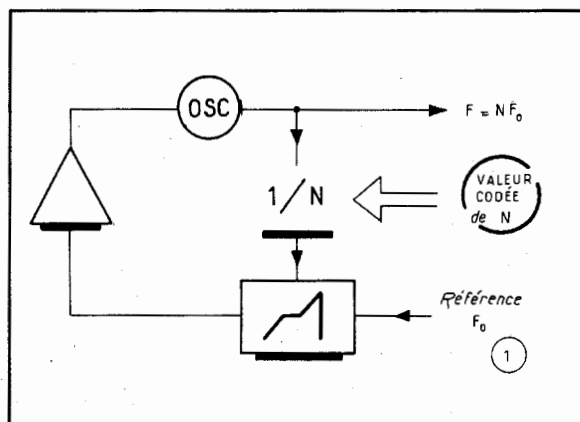 OSC
F = NF₀
1/N
VALEUR
CODÉE
de N
Référence
F₀
1